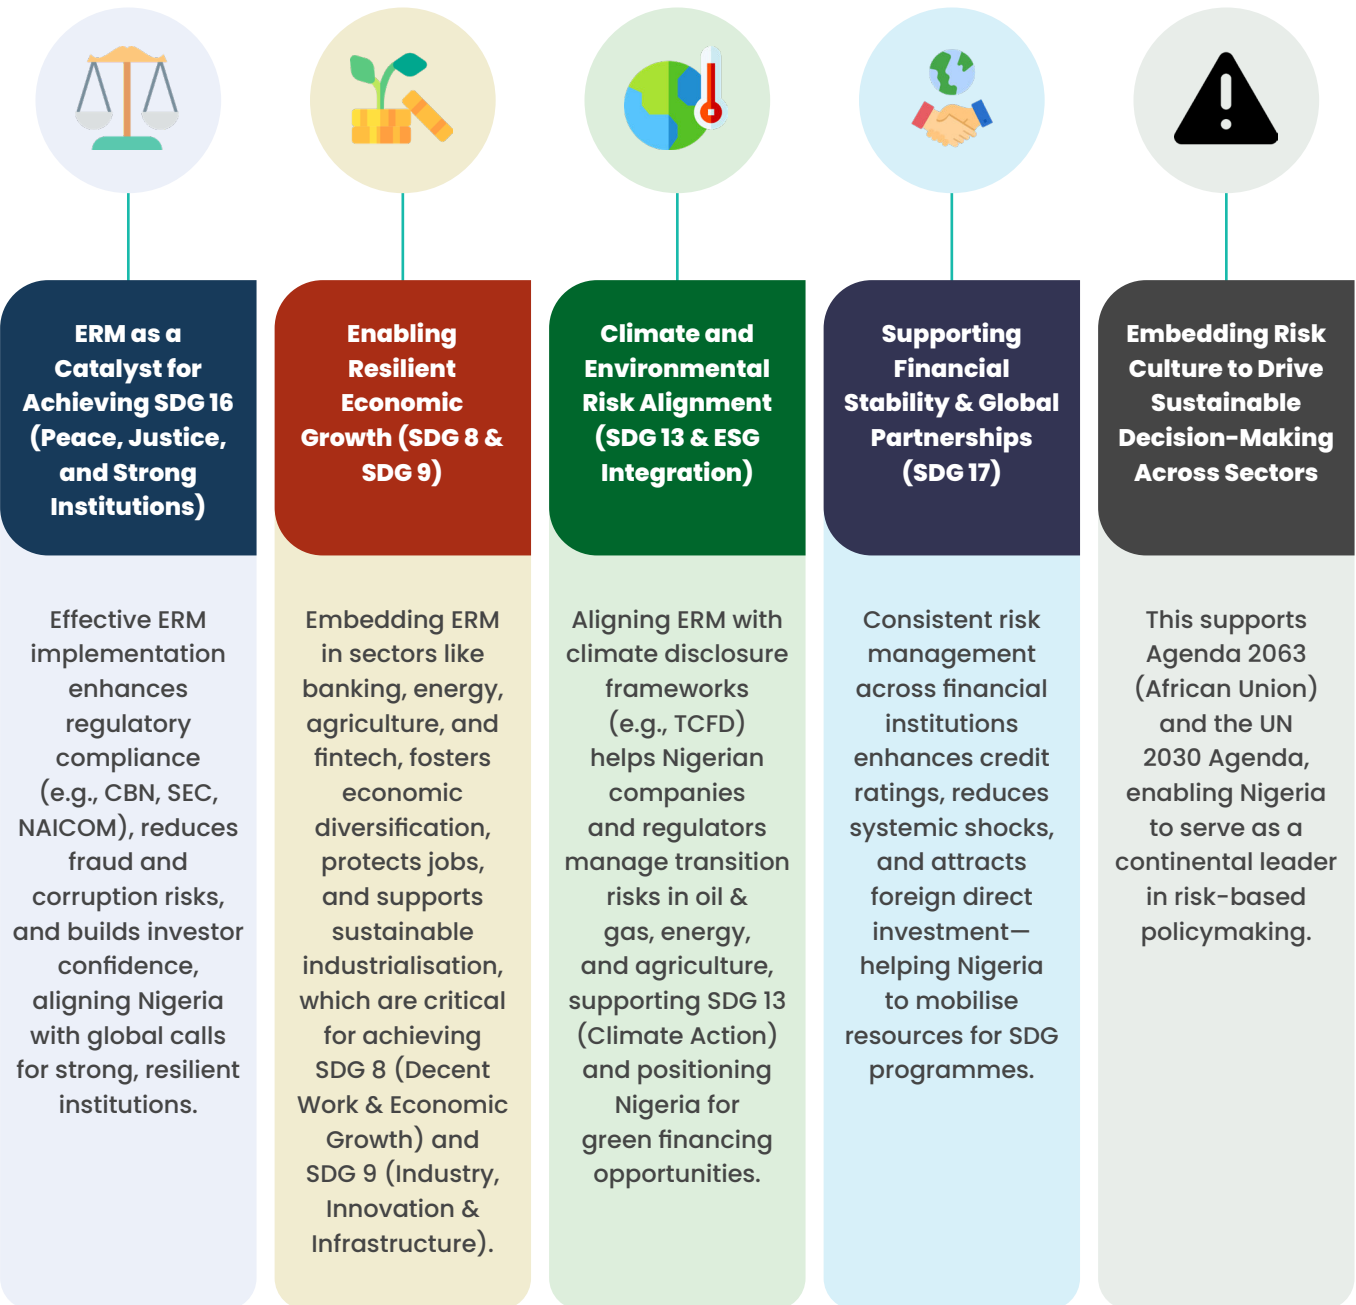 ERM as a
Catalyst for
Achieving SDG 16
(Peace, Justice,
and Strong
Institutions)
Effective ERM
implementation
enhances
regulatory
compliance
(e.g., CBN, SEC,
NAICOM), reduces
fraud and
corruption risks,
and builds investor
confidence,
aligning Nigeria
with global calls
for strong, resilient
institutions.
Enabling
Resilient
Economic
Growth (SDG 8 &
SDG 9)
Embedding ERM
in sectors like
banking, energy,
agriculture, and
fintech, fosters
economic
diversification,
protects jobs,
and supports
sustainable
industrialisation,
which are critical
for achieving
SDG 8 (Decent
Work & Economic
Growth) and
SDG 9 (Industry,
Innovation &
Infrastructure).
Climate and
Environmental
Risk Alignment
(SDG 13 & ESG
Integration)
Aligning ERM with
climate disclosure
frameworks
(e.g., TCFD)
helps Nigerian
companies
and regulators
manage transition
risks in oil &
gas, energy,
and agriculture,
supporting SDG 13
(Climate Action)
and positioning
Nigeria for
green financing
opportunities.
Supporting
Financial
Stability & Global
Partnerships
(SDG 17)
Consistent risk
management
across financial
institutions
enhances credit
ratings, reduces
systemic shocks,
and attracts
foreign direct
investment—
helping Nigeria
to mobilise
resources for SDG
programmes.
Embedding Risk
Culture to Drive
Sustainable
Decision-Making
Across Sectors
This supports
Agenda 2063
(African Union)
and the UN
2030 Agenda,
enabling Nigeria
to serve as a
continental leader
in risk-based
policymaking.